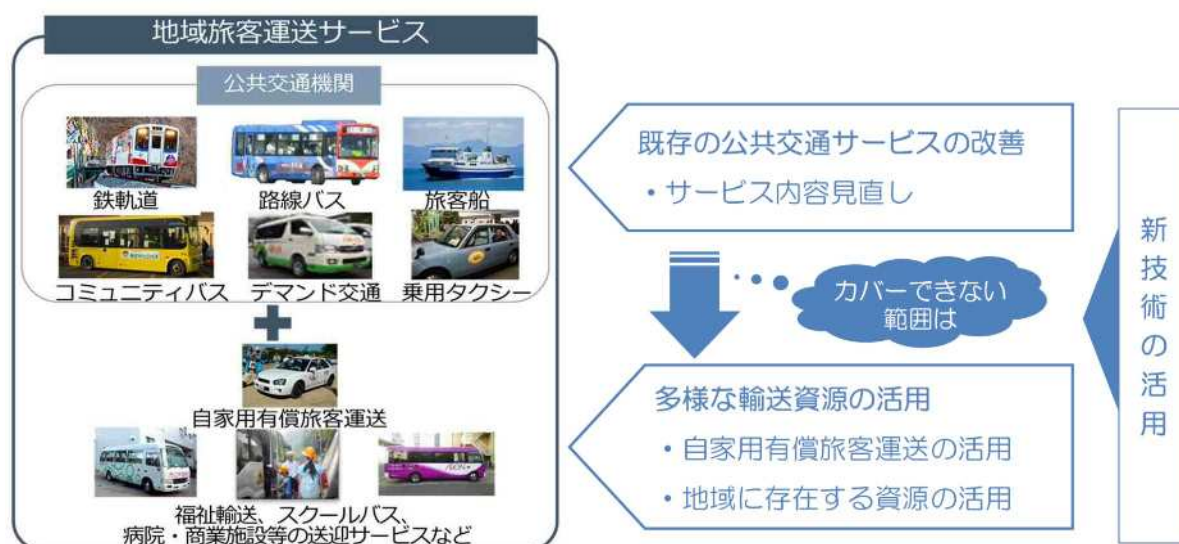 地域旅客運送サービス
公共交通機関
鉄軌道
路線バス
旅客船
コミュニティバス
デマンド交通
乗用タクシー
自家用有償旅客運送
福祉輸送、スクールバス、
病院・商業施設等の送迎サービスなど
既存の公共交通サービスの改善
・サービス内容見直し
カバーできない
範囲は
多様な輸送資源の活用
・自家用有償旅客運送の活用
・地域に存在する資源の活用
新技術の活用